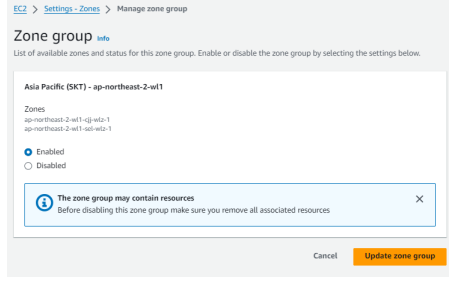 EC2 > Settings - Zones > Manage zone group
Zone group Info
List of available zones and status for this zone group. Enable or disable the zone group by selecting the settings below.
Asia Pacific (SKT) - ap-northeast-2-wl1
Zones
ap-northeast-2-wl1-cjj-wlz-1
ap-northeast-2-wl1-sel-wlz-1
Enabled
Disabled
The zone group may contain resources
Before disabling this zone group make sure you remove all associated resources
Cancel Update zone group